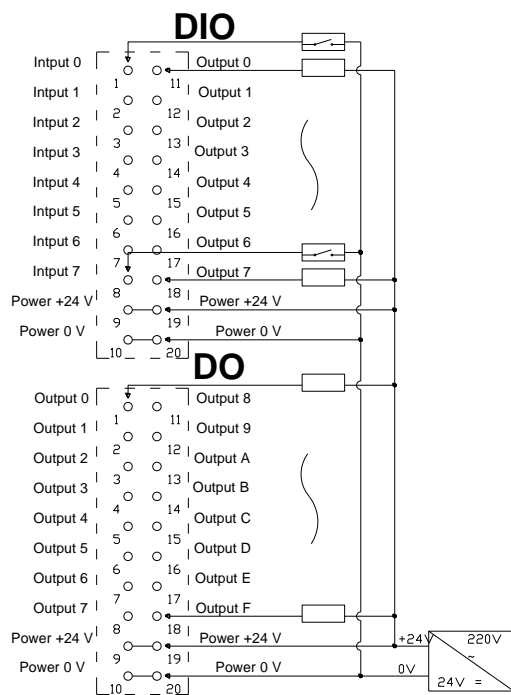 DIO
Intput 0 Output 0
1 11
Intput 1 Output 1
2 12
Intput 2 Output 2
3 13
Intput 3 Output 3
4 14
Intput 4 Output 4
5 15
Intput 5 Output 5
6 16
Intput 6 Output 6
7 17
Intput 7 Output 7
8 18
Power +24 V Power +24 V
9 19
Power 0 V Power 0 V
10 20
DO
Output 0 Output 8
1 11
Output 1 Output 9
2 12
Output 2 Output A
3 13
Output 3 Output B
4 14
Output 4 Output C
5 15
Output 5 Output D
6 16
Output 6 Output E
7 17
Output 7 Output F
8 18
Power +24 V Power +24 V +24V 220V
9 19 ~
Power 0 V Power 0 V 0V 24V =
10 20